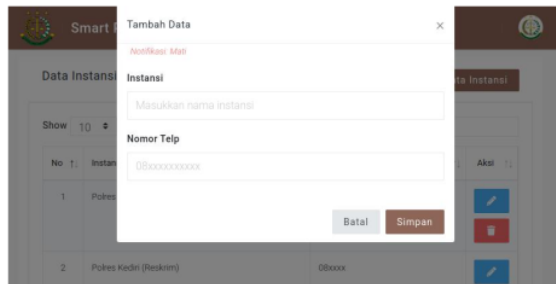 Smart
Tambah Data ×
Notifikasi: Mati
Data Instansi
Instansi
ta Instansi
Masukkan nama instansi
Show 10
Nomor Telp
No Instan Aksi
08xxxxxxxxxx
1 Polres
Batal Simpan
2 Polres Kediri (Reskrim) 08xxxx